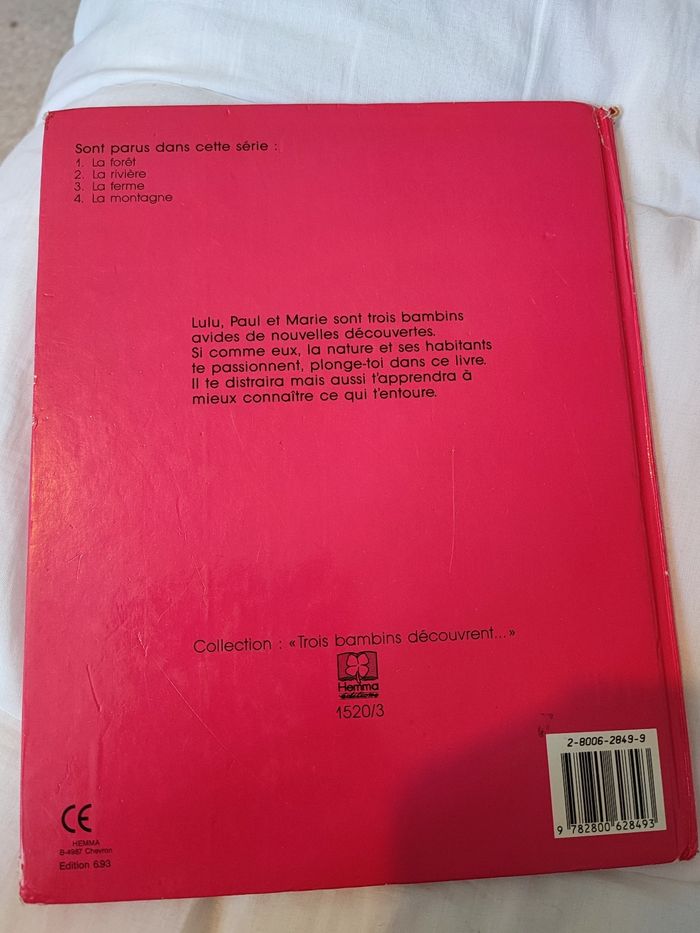 Sont parus dans cette série :
1. La forêt
2. La rivière
3. La ferme
4. La montagne
Lulu, Paul et Marie sont trois bambins
avides de nouvelles découvertes.
Si comme eux, la nature et ses habitants
te passionnent, plonge-toi dans ce livre.
Il te distraira mais aussi t'apprendra à
mieux connaître ce qui t'entoure.
Collection : «Trois bambins découvrent...»
Hemma
éditions
1520/3
2-8006-2849-9
9 782800 628493
CE
HEMMA
B-4987 Chevron
Edition 6.93